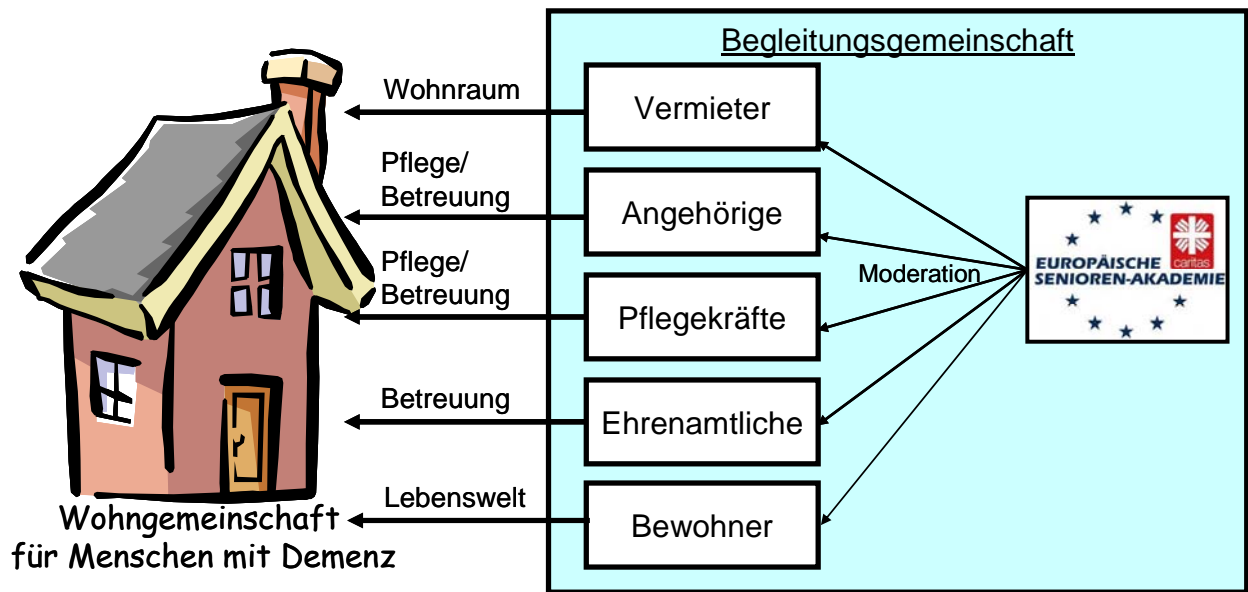 Begleitungsgemeinschaft
Wohnraum
Vermieter
Pflege/
Betreuung
Angehörige
Pflege/
Betreuung
Pflegekräfte
Betreuung
Ehrenamtliche
Lebenswelt
Bewohner
Moderation
caritas
EUROPÄISCHE
SENIOREN-AKADEMIE
Wohngemeinschaft
für Menschen mit Demenz